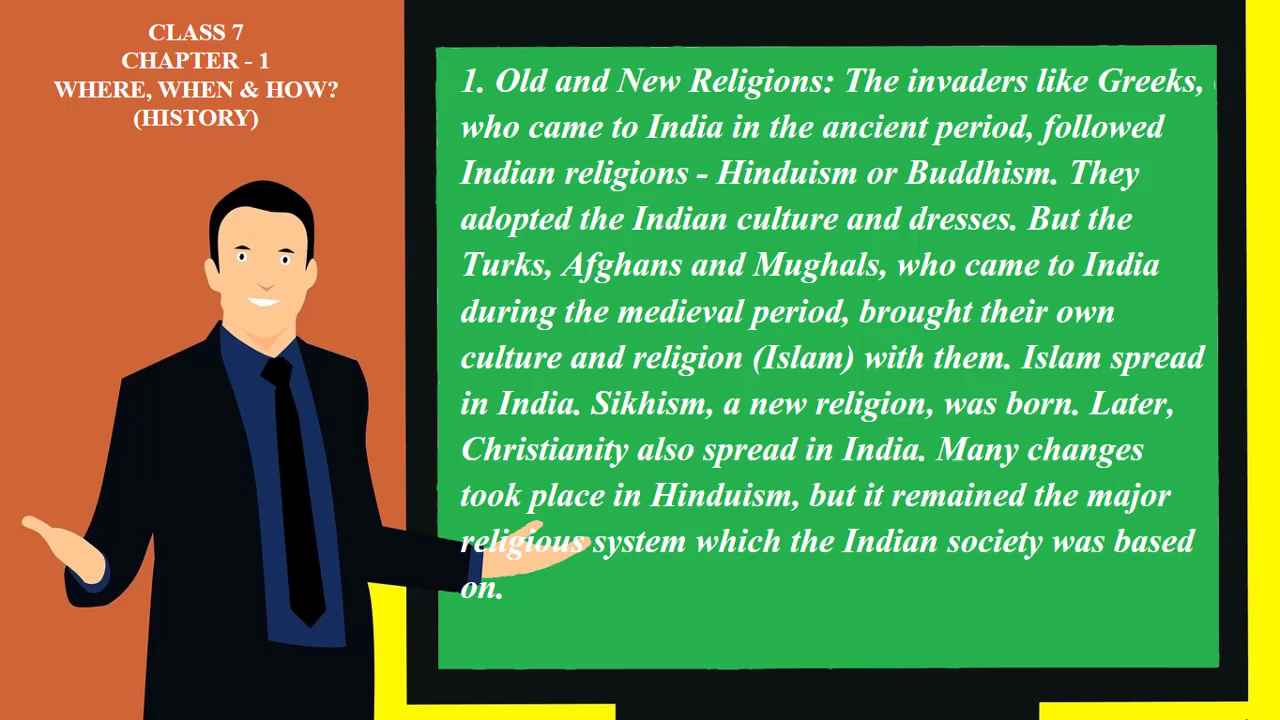 CLASS 7
CHAPTER - 1
WHERE, WHEN & HOW?
(HISTORY)
1. Old and New Religions: The invaders like Greeks,
who came to India in the ancient period, followed
Indian religions - Hinduism or Buddhism. They
adopted the Indian culture and dresses. But the
Turks, Afghans and Mughals, who came to India
during the medieval period, brought their own
culture and religion (Islam) with them. Islam spread
in India. Sikhism, a new religion, was born. Later,
Christianity also spread in India. Many changes
took place in Hinduism, but it remained the major
religious system which the Indian society was based
on.